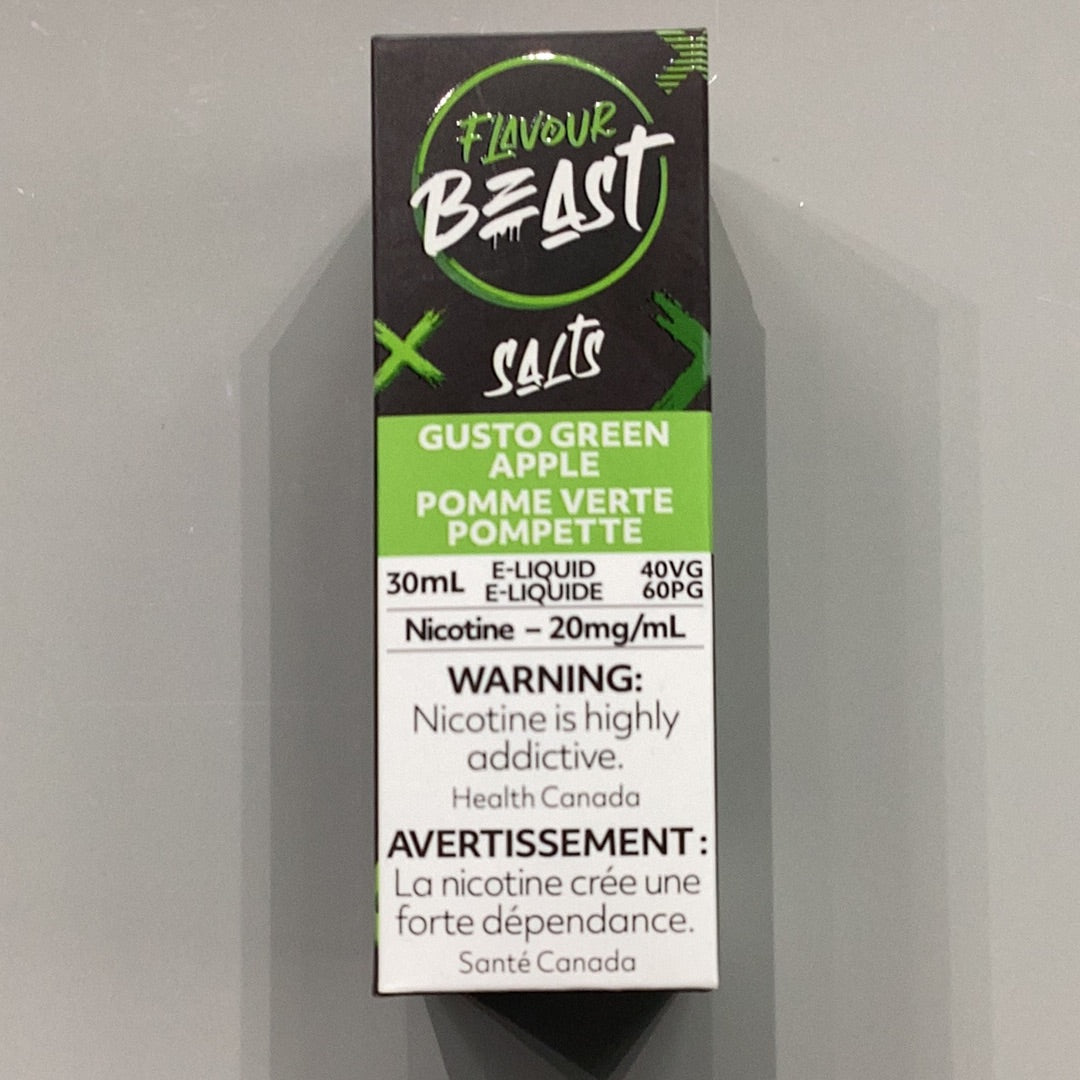 FLAVOUR
BEAST
SALTS
GUSTO GREEN
APPLE
POMME VERTE
POMPETTE
30mL
E-LIQUID
E-LIQUIDE
40VG
60PG
Nicotine – 20mg/mL
WARNING:
Nicotine is highly
addictive.
Health Canada
AVERTISSEMENT :
La nicotine crée une
forte dépendance.
Santé Canada